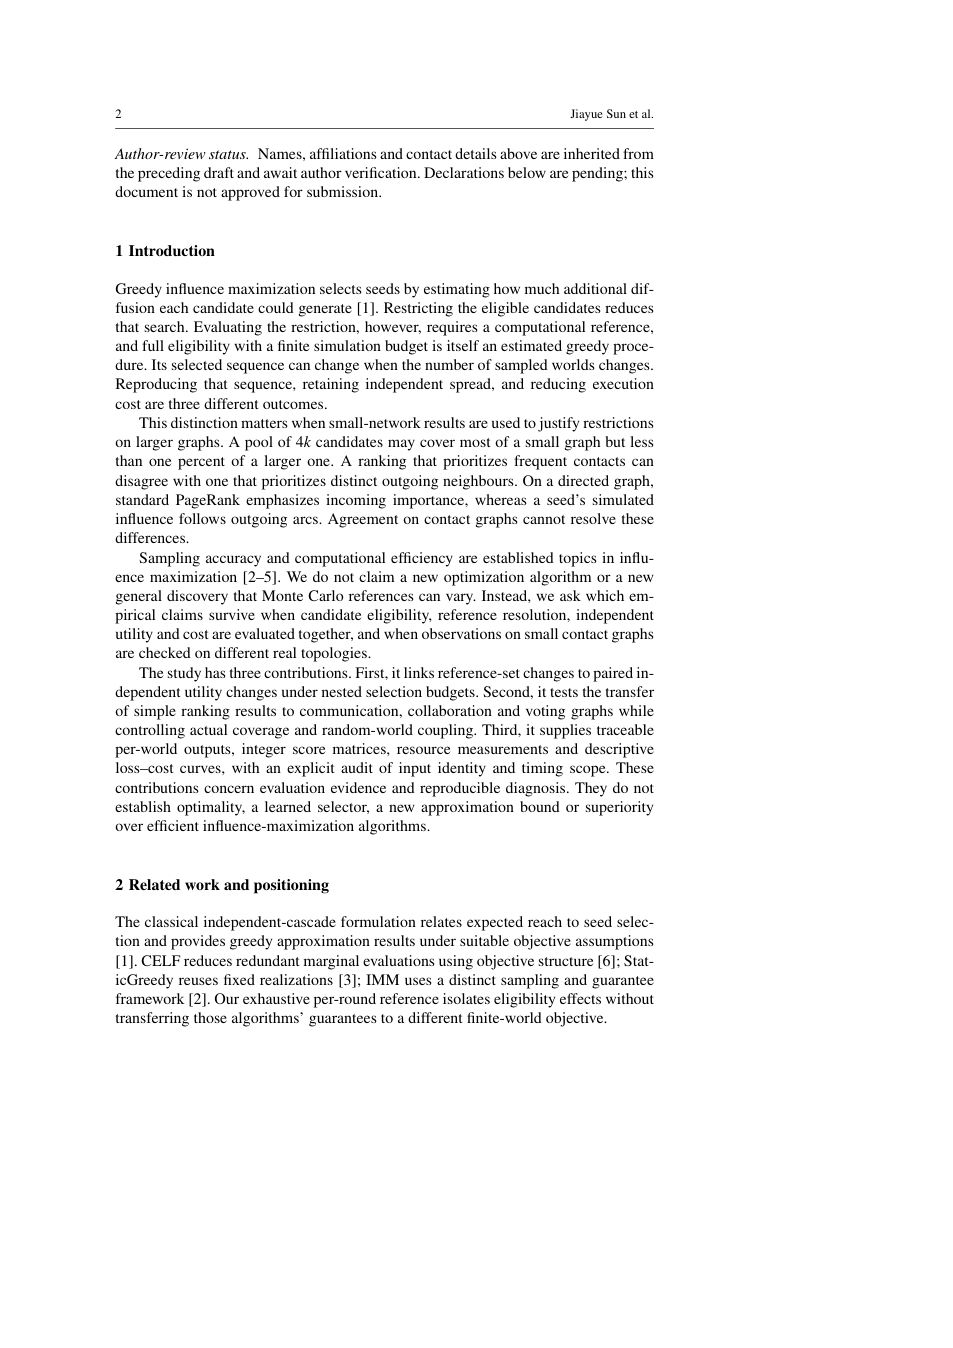 2 Jiayue Sun et al.
Author-review status. Names, affiliations and contact details above are inherited from
the preceding draft and await author verification. Declarations below are pending; this
document is not approved for submission.
1 Introduction
Greedy influence maximization selects seeds by estimating how much additional dif-
fusion each candidate could generate [1]. Restricting the eligible candidates reduces
that search. Evaluating the restriction, however, requires a computational reference,
and full eligibility with a finite simulation budget is itself an estimated greedy proce-
dure. Its selected sequence can change when the number of sampled worlds changes.
Reproducing that sequence, retaining independent spread, and reducing execution
cost are three different outcomes.
This distinction matters when small-network results are used to justify restrictions
on larger graphs. A pool of 4k candidates may cover most of a small graph but less
than one percent of a larger one. A ranking that prioritizes frequent contacts can
disagree with one that prioritizes distinct outgoing neighbours. On a directed graph,
standard PageRank emphasizes incoming importance, whereas a seed's simulated
influence follows outgoing arcs. Agreement on contact graphs cannot resolve these
differences.
Sampling accuracy and computational efficiency are established topics in influ-
ence maximization [2–5]. We do not claim a new optimization algorithm or a new
general discovery that Monte Carlo references can vary. Instead, we ask which em-
pirical claims survive when candidate eligibility, reference resolution, independent
utility and cost are evaluated together, and when observations on small contact graphs
are checked on different real topologies.
The study has three contributions. First, it links reference-set changes to paired in-
dependent utility changes under nested selection budgets. Second, it tests the transfer
of simple ranking results to communication, collaboration and voting graphs while
controlling actual coverage and random-world coupling. Third, it supplies traceable
per-world outputs, integer score matrices, resource measurements and descriptive
loss–cost curves, with an explicit audit of input identity and timing scope. These
contributions concern evaluation evidence and reproducible diagnosis. They do not
establish optimality, a learned selector, a new approximation bound or superiority
over efficient influence-maximization algorithms.
2 Related work and positioning
The classical independent-cascade formulation relates expected reach to seed selec-
tion and provides greedy approximation results under suitable objective assumptions
[1]. CELF reduces redundant marginal evaluations using objective structure [6]; Stat-
icGreedy reuses fixed realizations [3]; IMM uses a distinct sampling and guarantee
framework [2]. Our exhaustive per-round reference isolates eligibility effects without
transferring those algorithms' guarantees to a different finite-world objective.